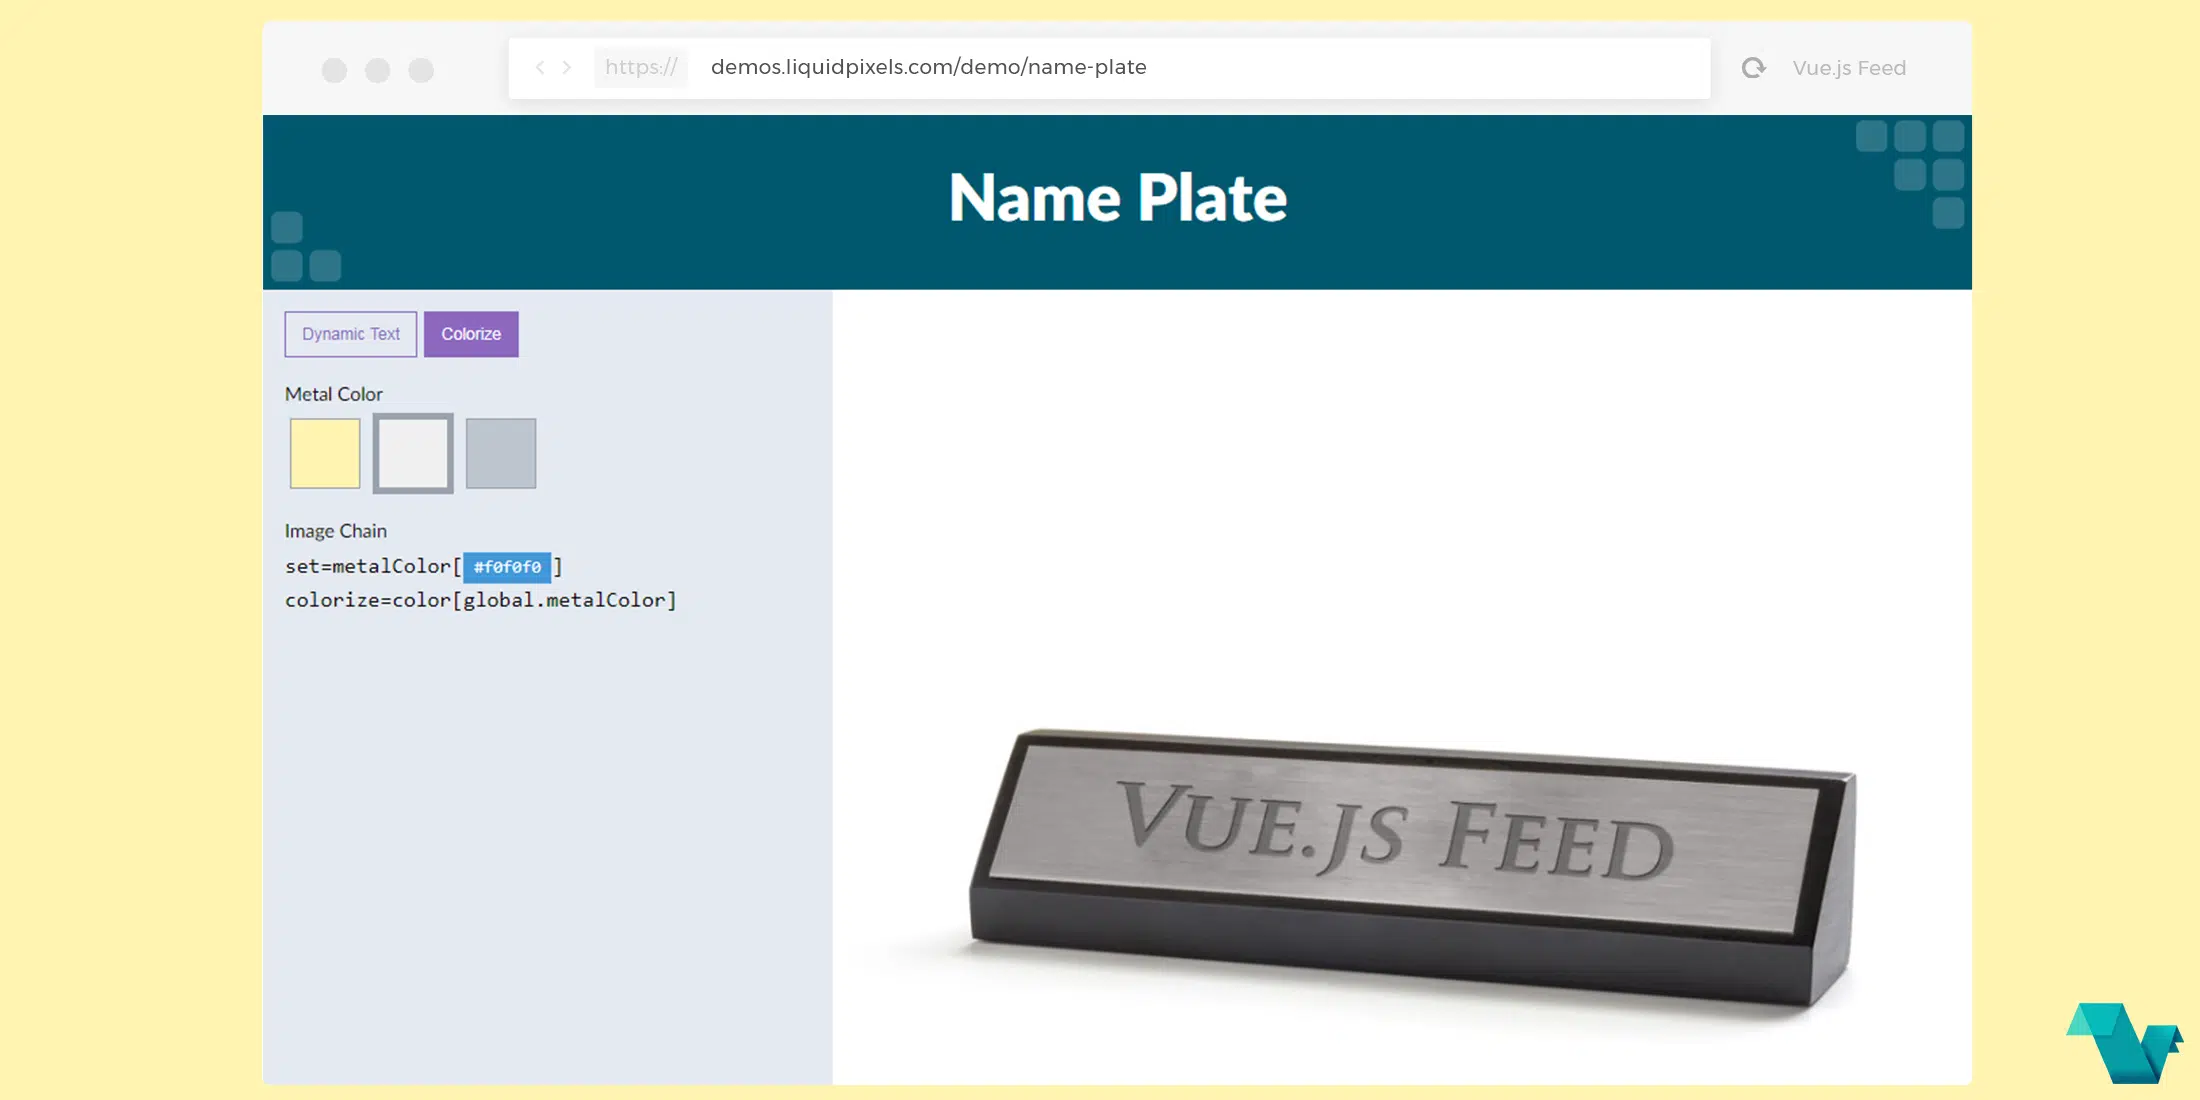 https:// demos.liquidpixels.com/demo/name-plate Vue.js Feed
Name Plate
Dynamic Text Colorize
Metal Color
Image Chain
set=metalColor[ #f0f0f0 ]
colorize=color[global.metalColor]
VUE.JS FEED